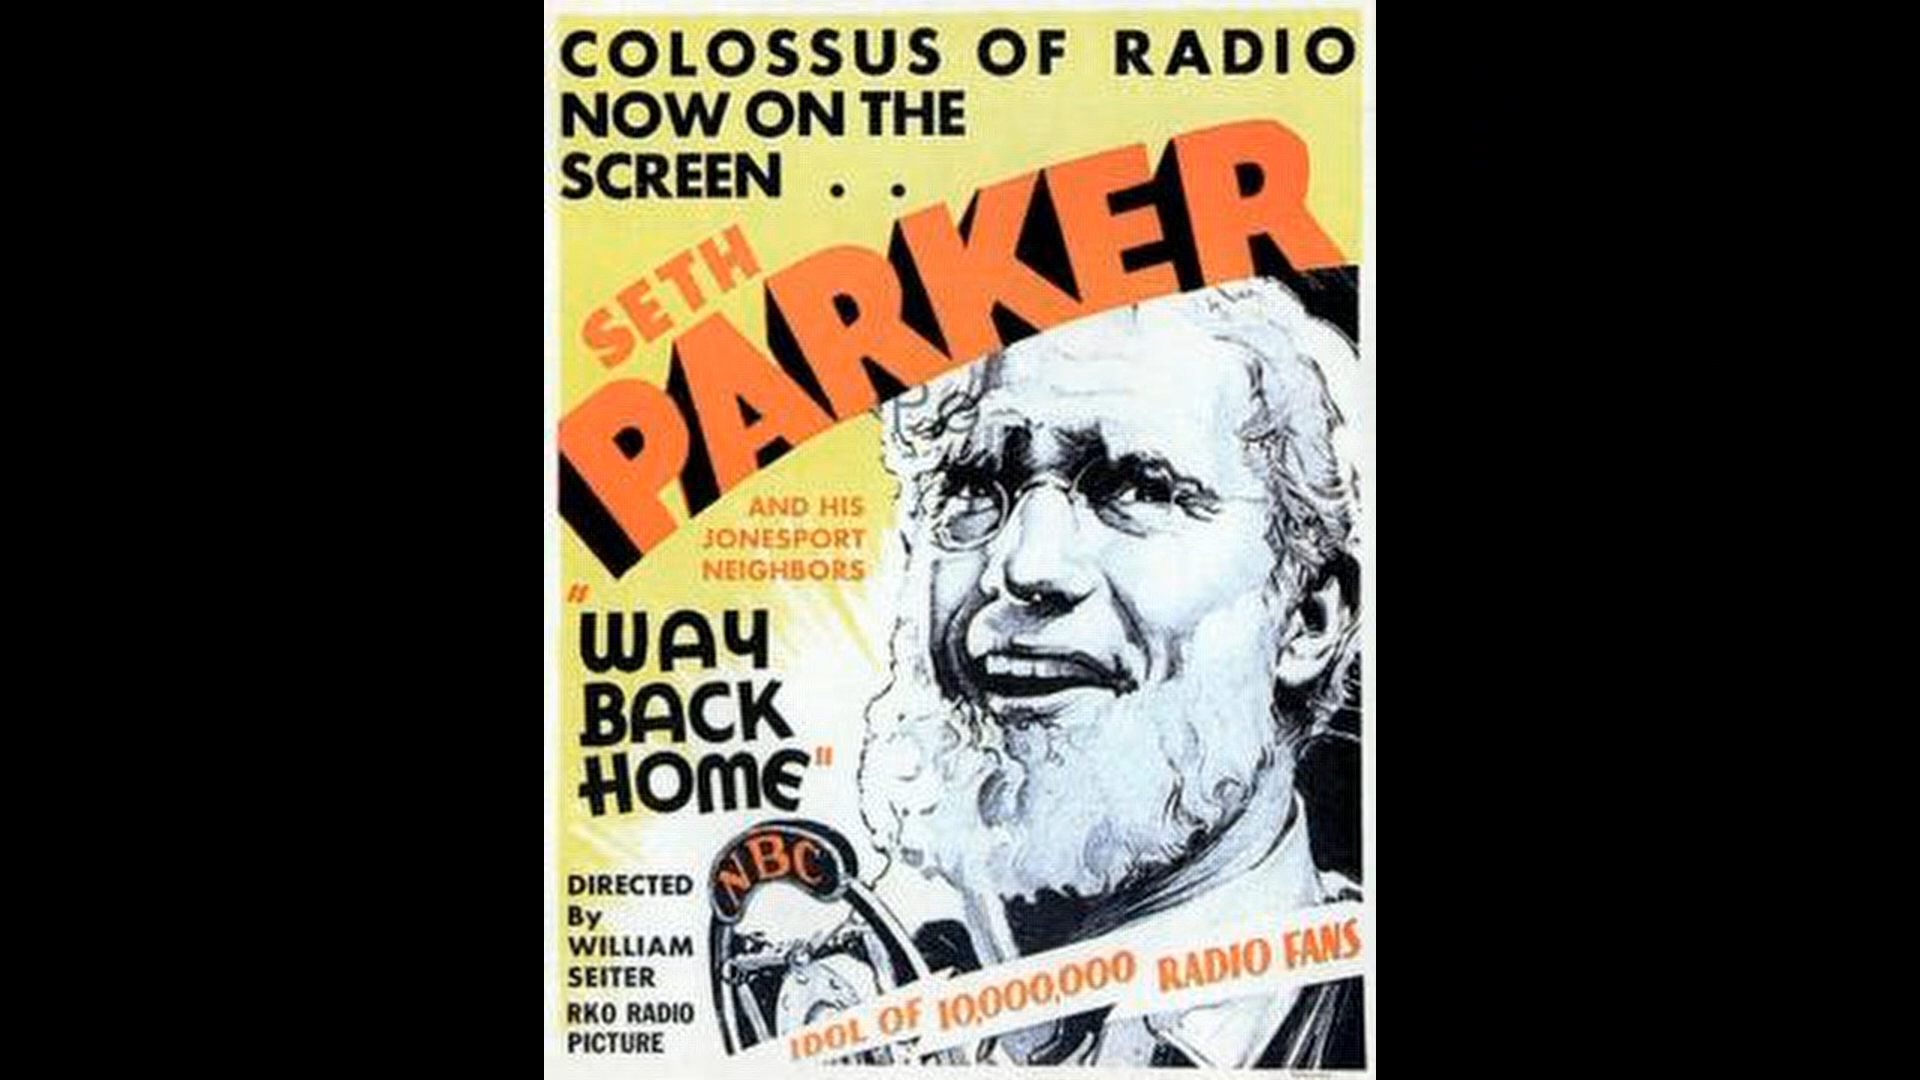 COLOSSUS OF RADIO
NOW ON THE
SCREEN . .
SETH
PARKER
AND HIS
JONESPORT
NEIGHBORS
"WAY
BACK
HOME"
NBC
DIRECTED
By
WILLIAM
SEITER
RKO RADIO
PICTURE
IDOL OF 10,000,000 RADIO FANS